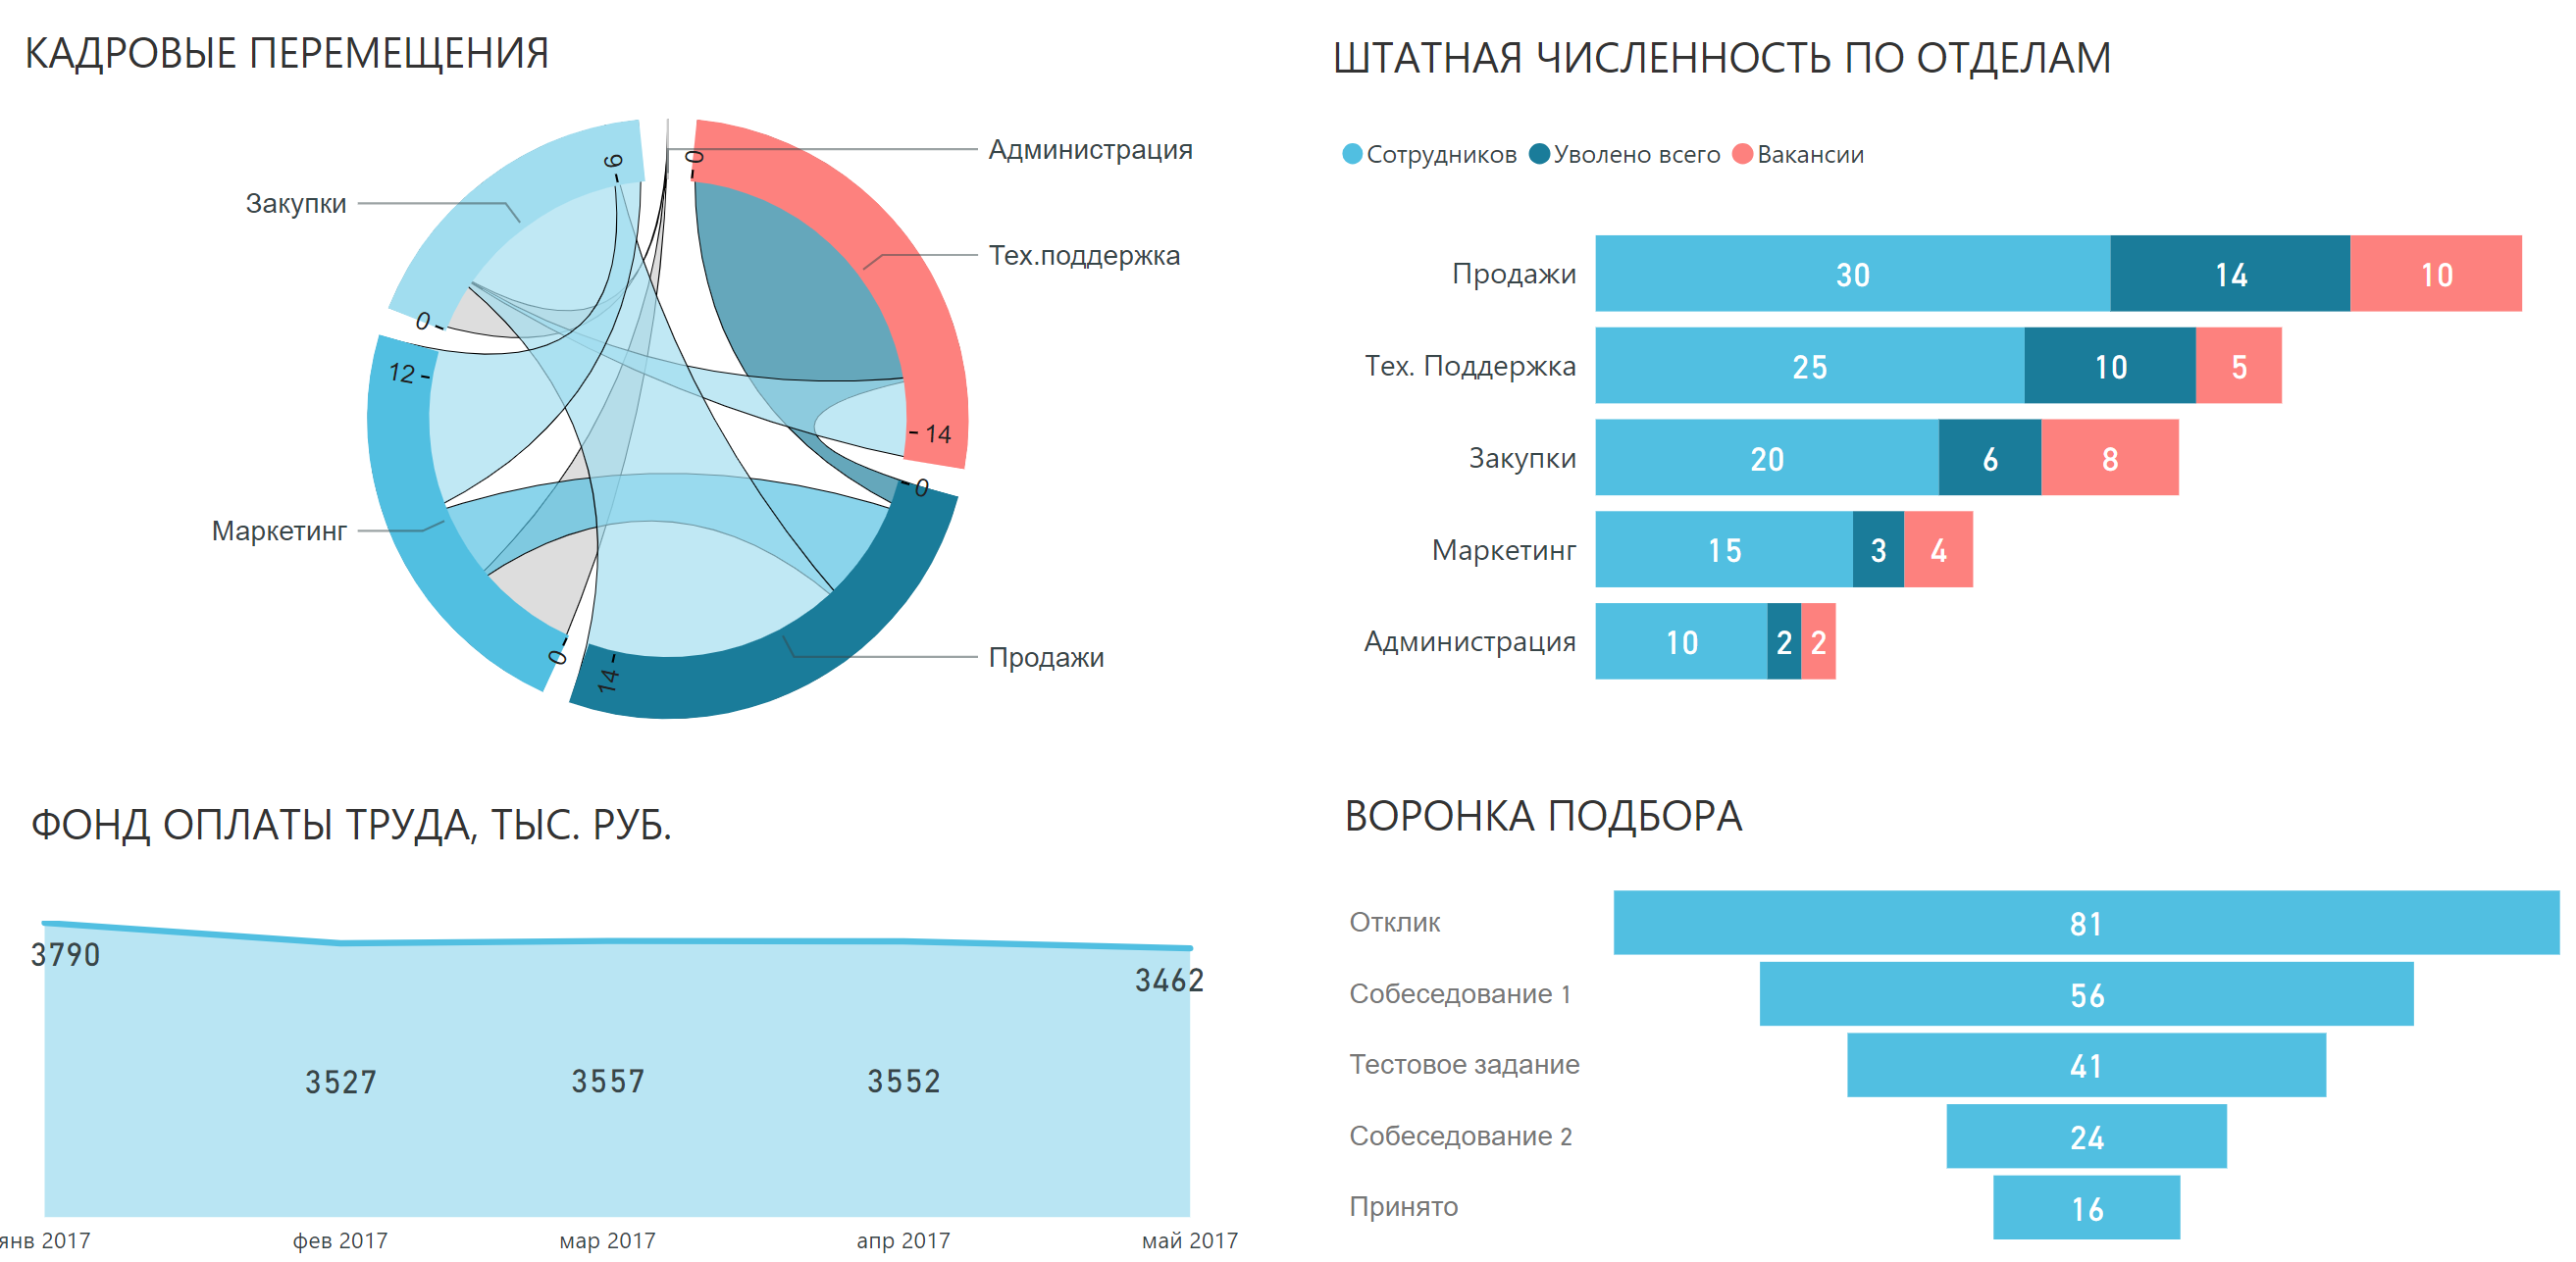 КАДРОВЫЕ ПЕРЕМЕЩЕНИЯ
Администрация
Тех.поддержка
Закупки
Маркетинг
Продажи
9
0
0
12
14
0
0
14
ШТАТНАЯ ЧИСЛЕННОСТЬ ПО ОТДЕЛАМ
Сотрудников Уволено всего Вакансии
Продажи 30 14 10
Тех. Поддержка 25 10 5
Закупки 20 6 8
Маркетинг 15 3 4
Администрация 10 2 2
ФОНД ОПЛАТЫ ТРУДА, ТЫС. РУБ.
3790
3462
3527 3557 3552
янв 2017 фев 2017 мар 2017 апр 2017 май 2017
ВОРОНКА ПОДБОРА
Отклик 81
Собеседование 1 56
Тестовое задание 41
Собеседование 2 24
Принято 16